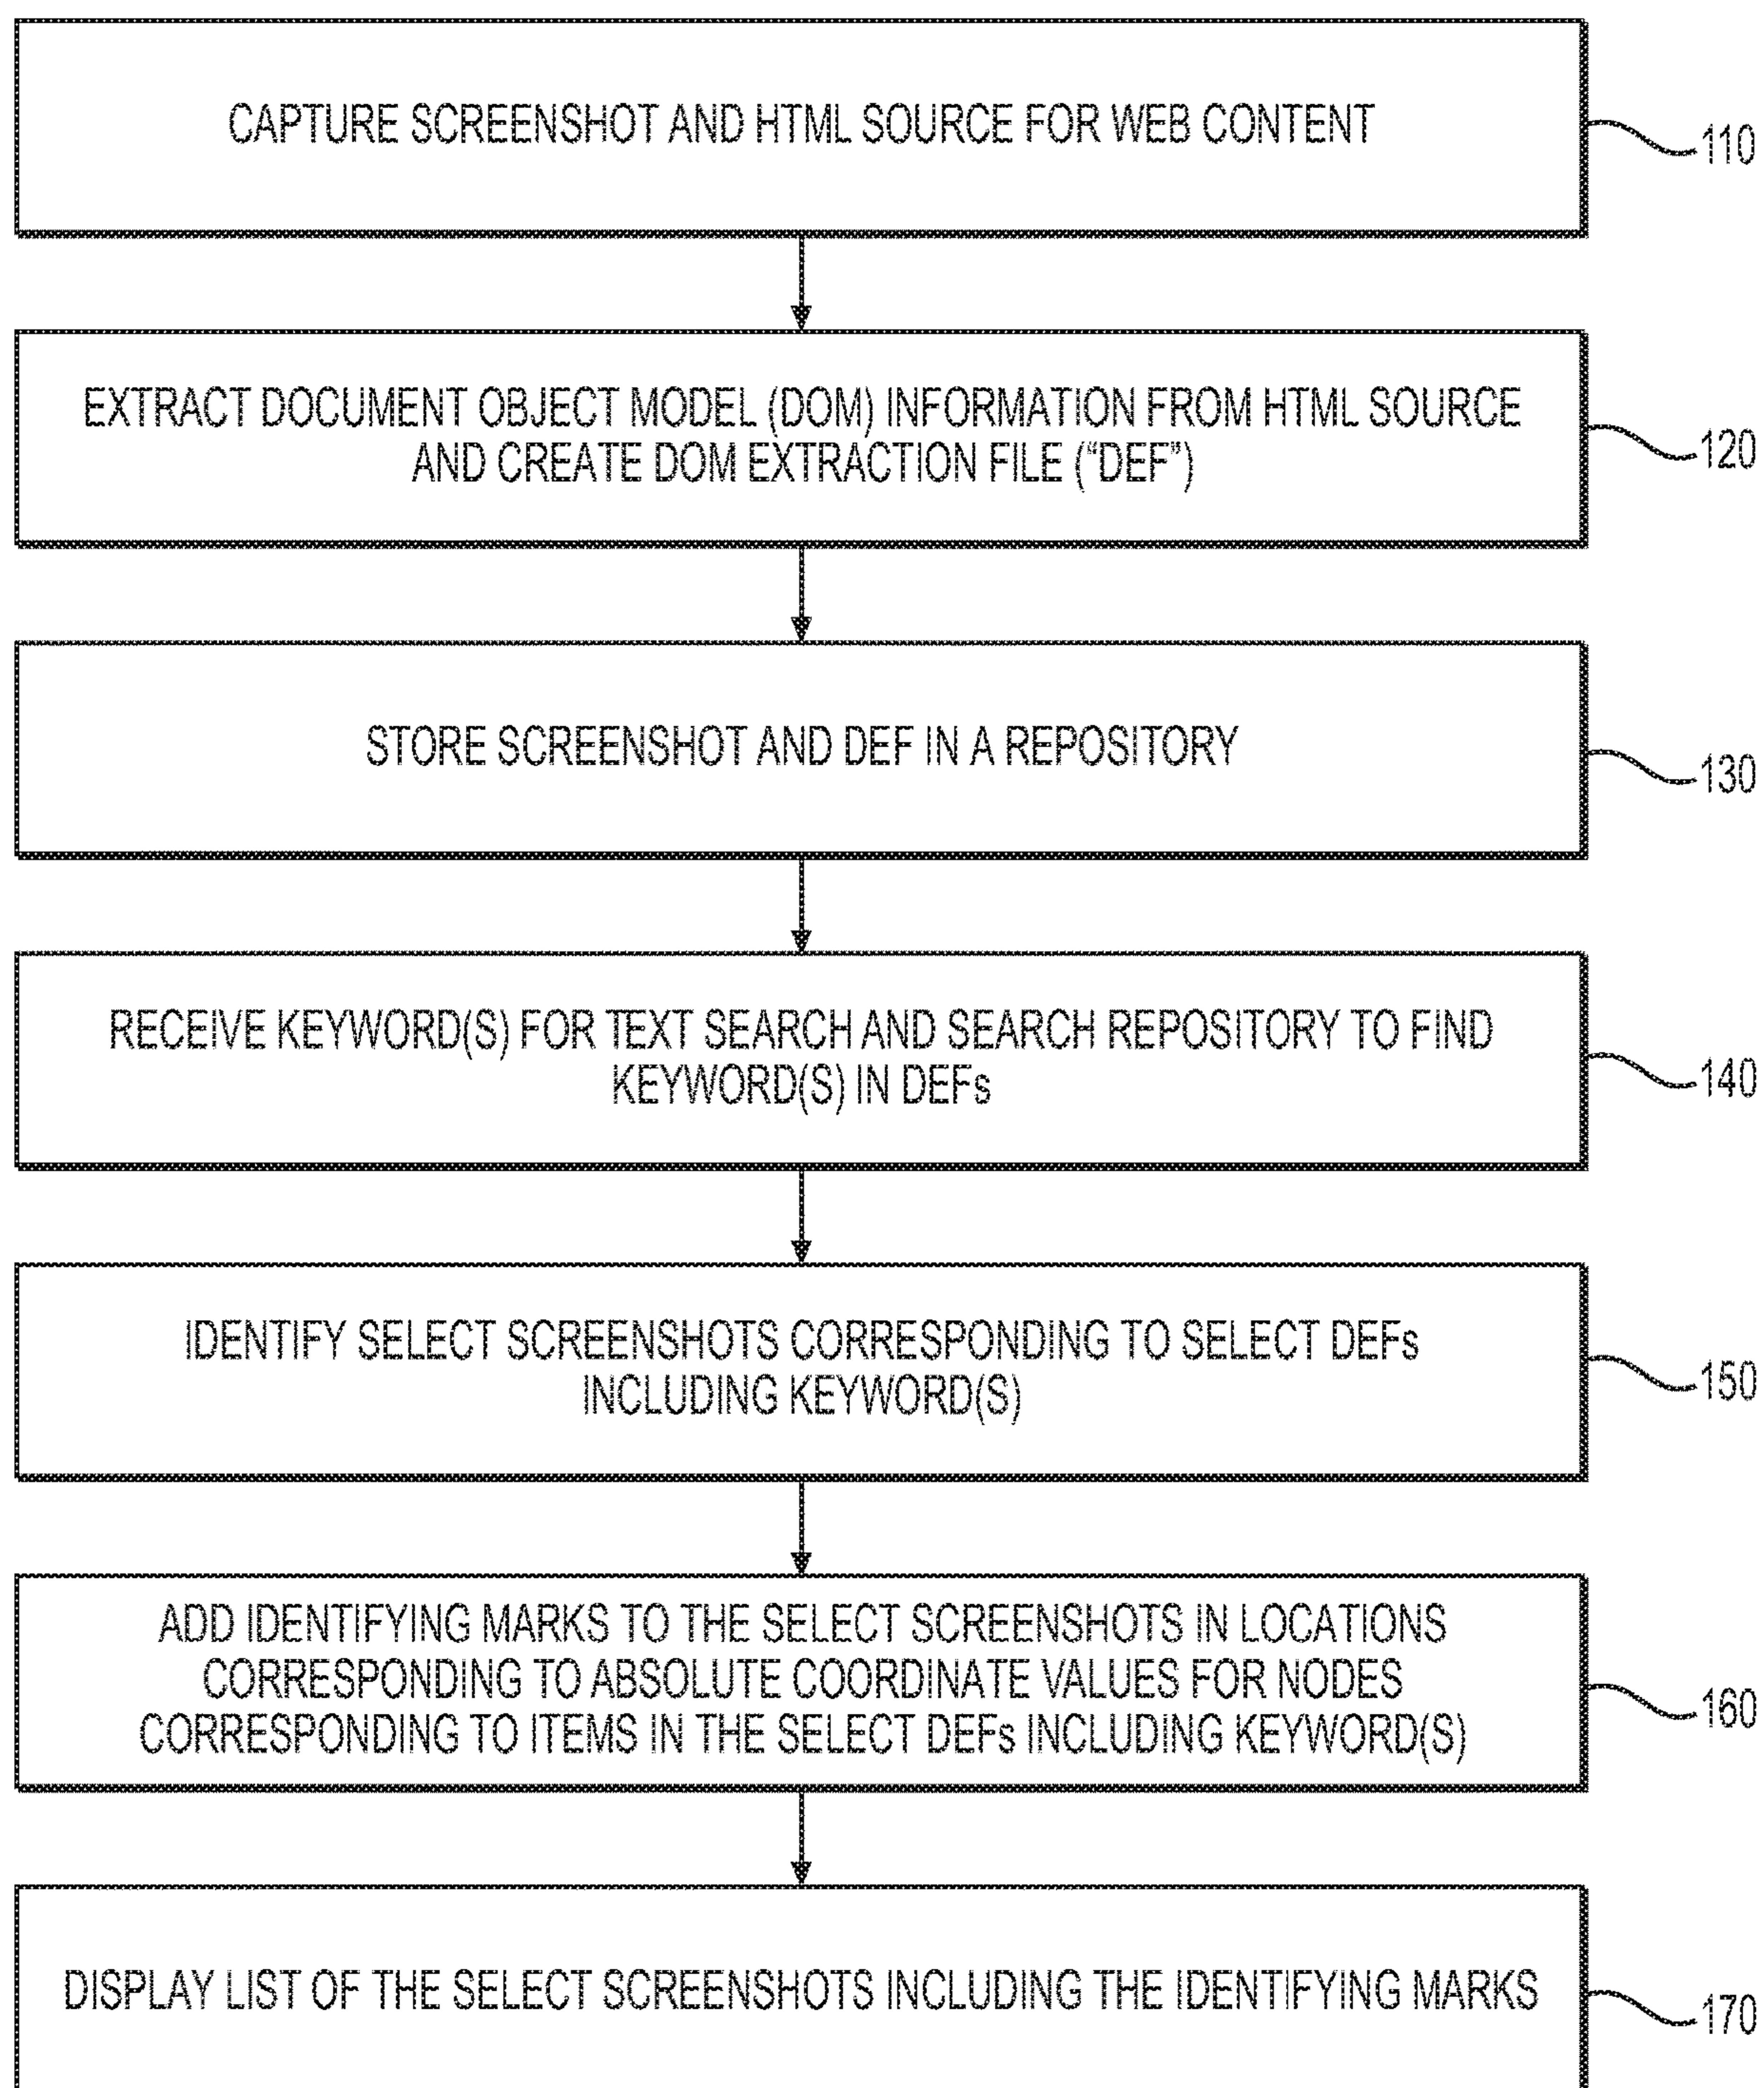 CAPTURE SCREENSHOT AND HTML SOURCE FOR WEB CONTENT
110
EXTRACT DOCUMENT OBJECT MODEL (DOM) INFORMATION FROM HTML SOURCE
AND CREATE DOM EXTRACTION FILE (“DEF”)
120
STORE SCREENSHOT AND DEF IN A REPOSITORY
130
RECEIVE KEYWORD(S) FOR TEXT SEARCH AND SEARCH REPOSITORY TO FIND
KEYWORD(S) IN DEFs
140
IDENTIFY SELECT SCREENSHOTS CORRESPONDING TO SELECT DEFs
INCLUDING KEYWORD(S)
150
ADD IDENTIFYING MARKS TO THE SELECT SCREENSHOTS IN LOCATIONS
CORRESPONDING TO ABSOLUTE COORDINATE VALUES FOR NODES
CORRESPONDING TO ITEMS IN THE SELECT DEFs INCLUDING KEYWORD(S)
160
DISPLAY LIST OF THE SELECT SCREENSHOTS INCLUDING THE IDENTIFYING MARKS
170